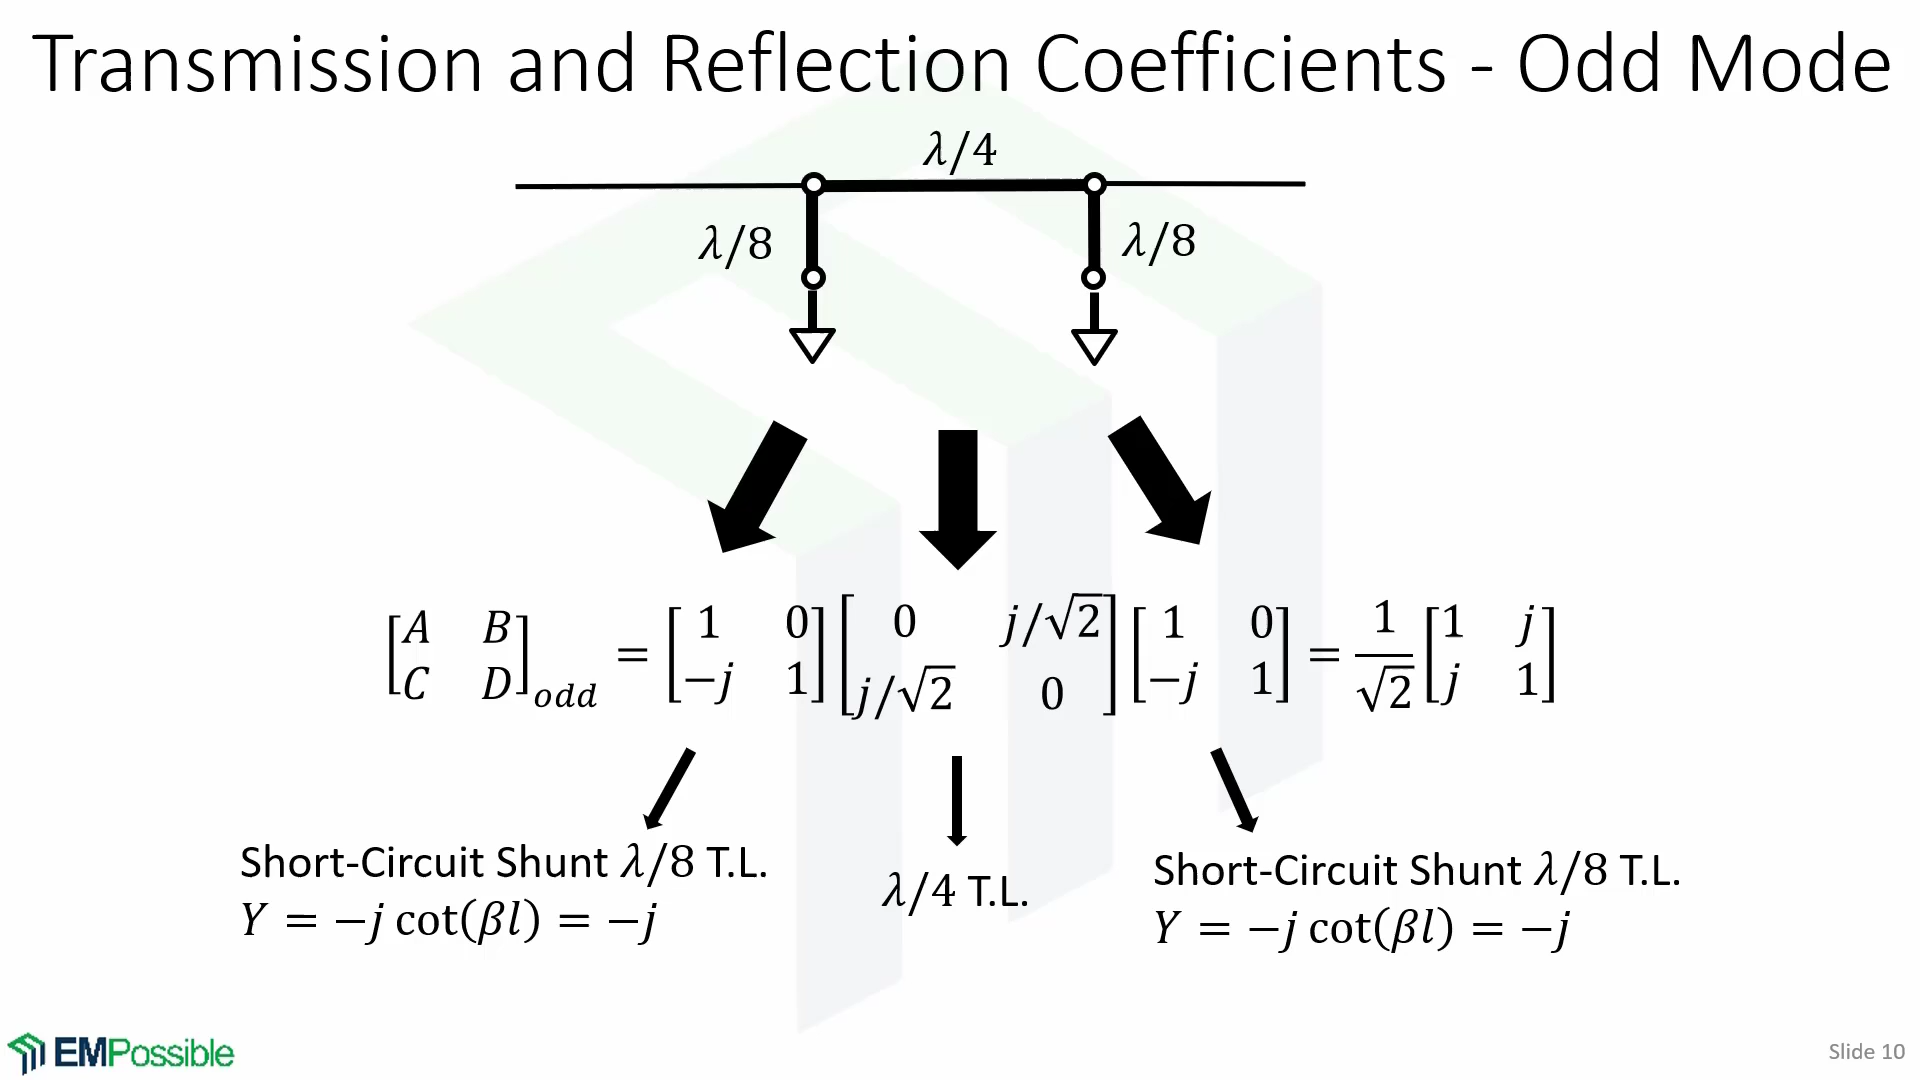 Transmission and Reflection Coefficients - Odd Mode
λ/4
λ/8
λ/8
[A B; C D]_odd = [1 0; −j 1] [0 j/√2; j/√2 0] [1 0; −j 1] = 1/√2 [1 j; j 1]
Short-Circuit Shunt λ/8 T.L.
Y = −j cot(βl) = −j
λ/4 T.L.
Short-Circuit Shunt λ/8 T.L.
Y = −j cot(βl) = −j
EMPossible
Slide 10